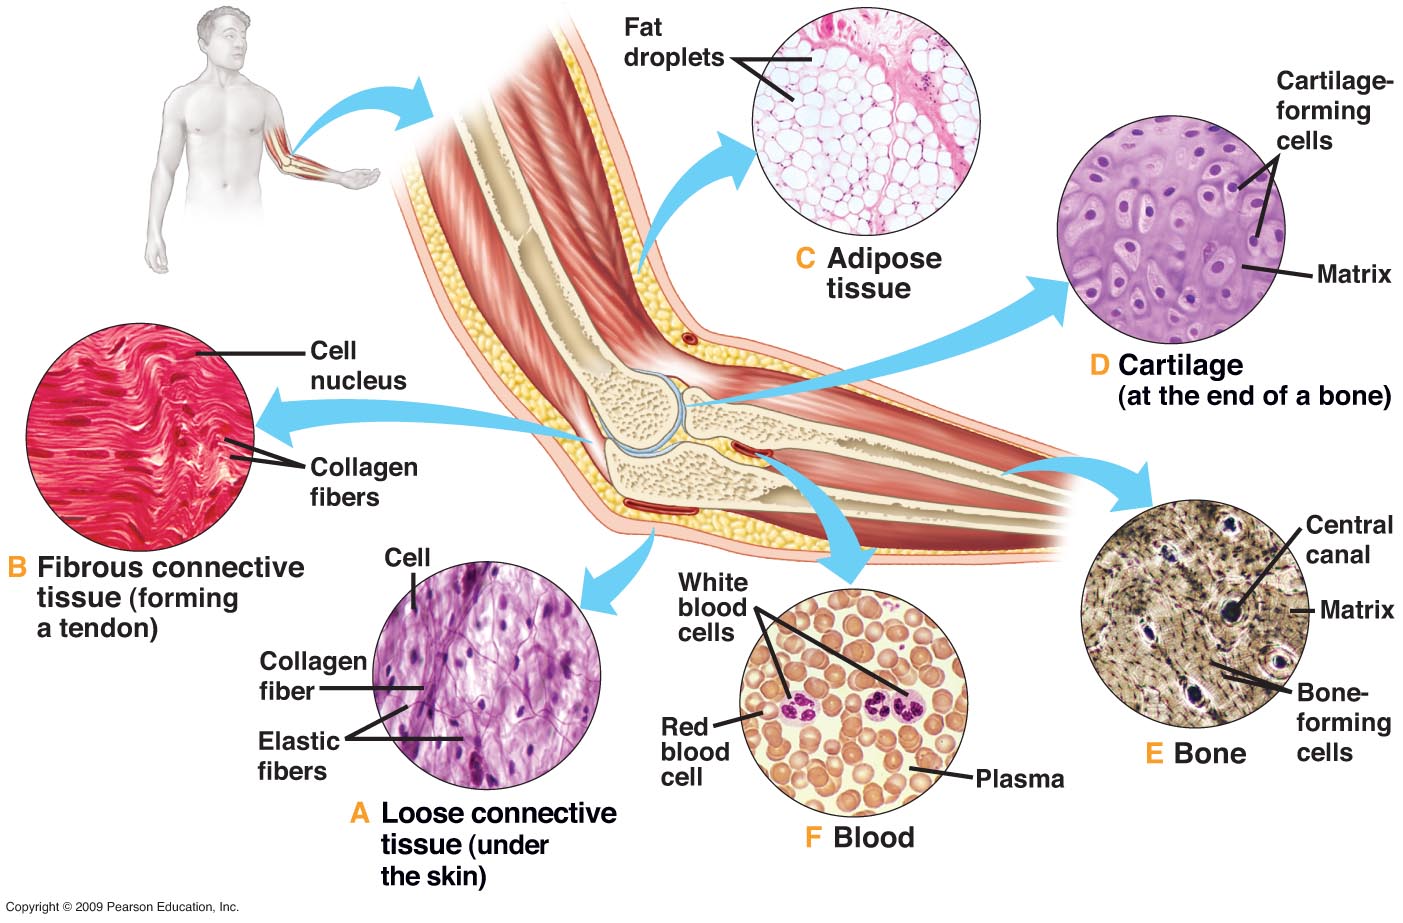 Fat
droplets
C Adipose
tissue
Cartilage-
forming
cells
Matrix
D Cartilage
(at the end of a bone)
Cell
nucleus
Collagen
fibers
B Fibrous connective
tissue (forming
a tendon)
Cell
Collagen
fiber
Elastic
fibers
A Loose connective
tissue (under
the skin)
White
blood
cells
Red
blood
cell
Plasma
F Blood
Central
canal
Matrix
Bone-
forming
cells
E Bone
Copyright © 2009 Pearson Education, Inc.